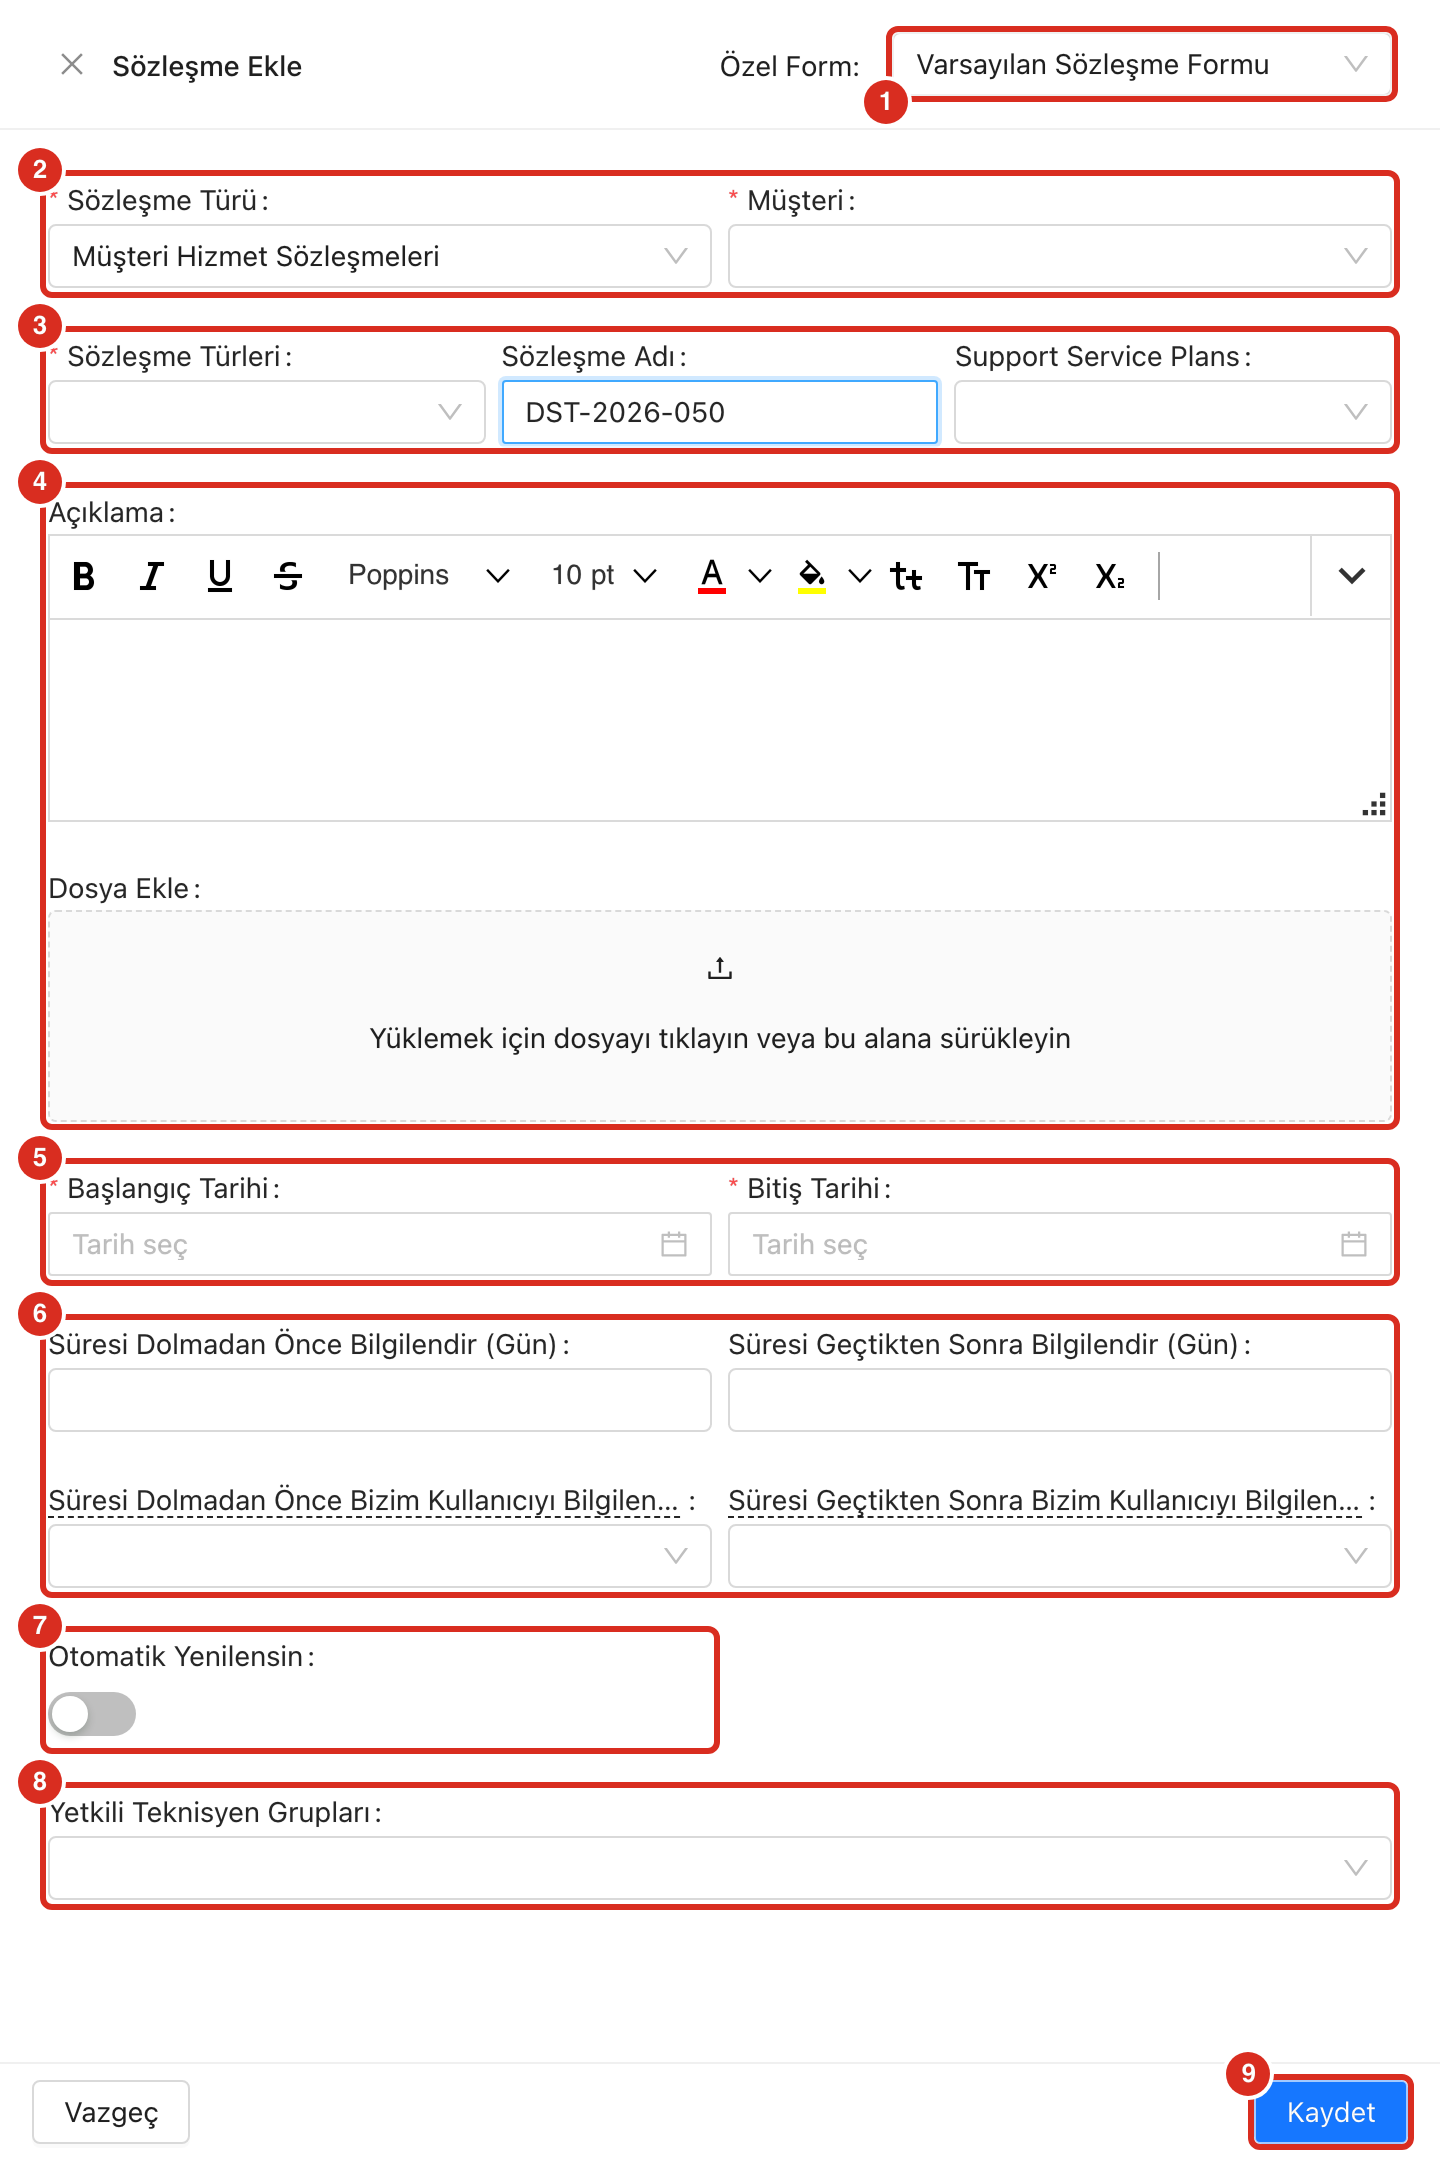 Sözleşme Ekle
Özel Form:
Varsayılan Sözleşme Formu
1
2
* Sözleşme Türü:
* Müşteri:
Müşteri Hizmet Sözleşmeleri
3
* Sözleşme Türleri:
Sözleşme Adı:
Support Service Plans:
DST-2026-050
4
Açıklama:
B I U S Poppins 10 pt A tt TT X² X₂
Dosya Ekle:
Yüklemek için dosyayı tıklayın veya bu alana sürükleyin
5
* Başlangıç Tarihi:
* Bitiş Tarihi:
Tarih seç
Tarih seç
6
Süresi Dolmadan Önce Bilgilendir (Gün):
Süresi Geçtikten Sonra Bilgilendir (Gün):
Süresi Dolmadan Önce Bizim Kullanıcıyı Bilgilen... :
Süresi Geçtikten Sonra Bizim Kullanıcıyı Bilgilen... :
7
Otomatik Yenilensin:
8
Yetkili Teknisyen Grupları:
9
Vazgeç
Kaydet